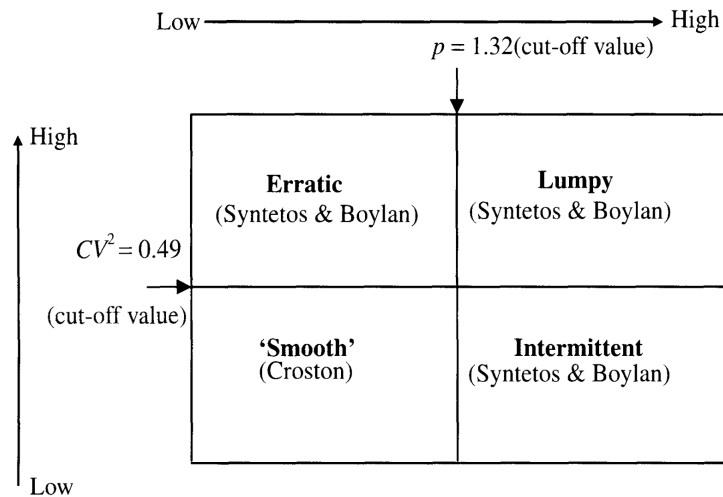 Low High
p = 1.32(cut-off value)
High
Erratic
(Syntetos & Boylan)
Lumpy
(Syntetos & Boylan)
CV² = 0.49
(cut-off value)
'Smooth'
(Croston)
Intermittent
(Syntetos & Boylan)
Low